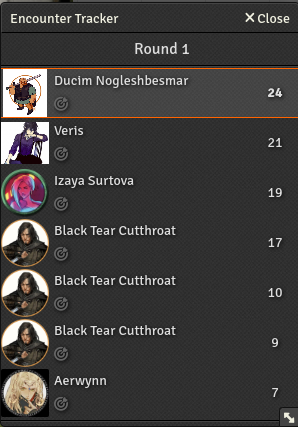 Encounter Tracker
Close
Round 1
Ducim Nogleshbesmar
24
Veris
21
Izaya Surtova
19
Black Tear Cutthroat
17
Black Tear Cutthroat
10
Black Tear Cutthroat
9
Aerwynn
7